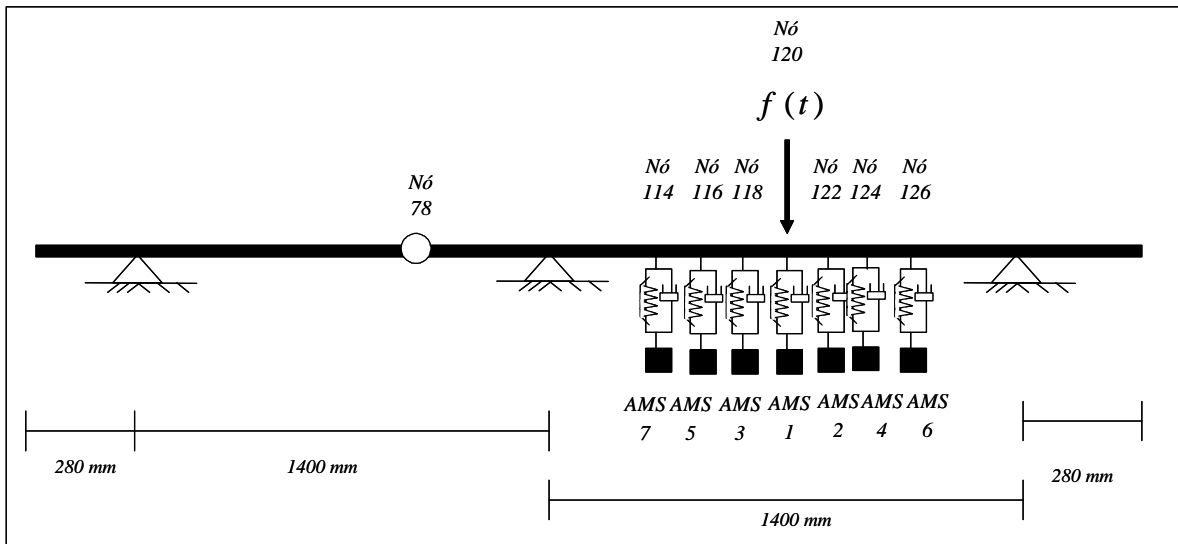 Nó
120
f (t)
Nó Nó Nó Nó Nó Nó
114 116 118 122 124 126
Nó
78
AMS AMS AMS AMS AMS AMS AMS
7 5 3 1 2 4 6
280 mm 1400 mm 280 mm
1400 mm